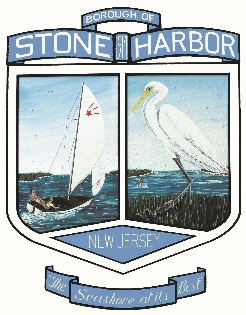 BOROUGH OF
STONE HARBOR
NEW JERSEY
The Seashore at its Best